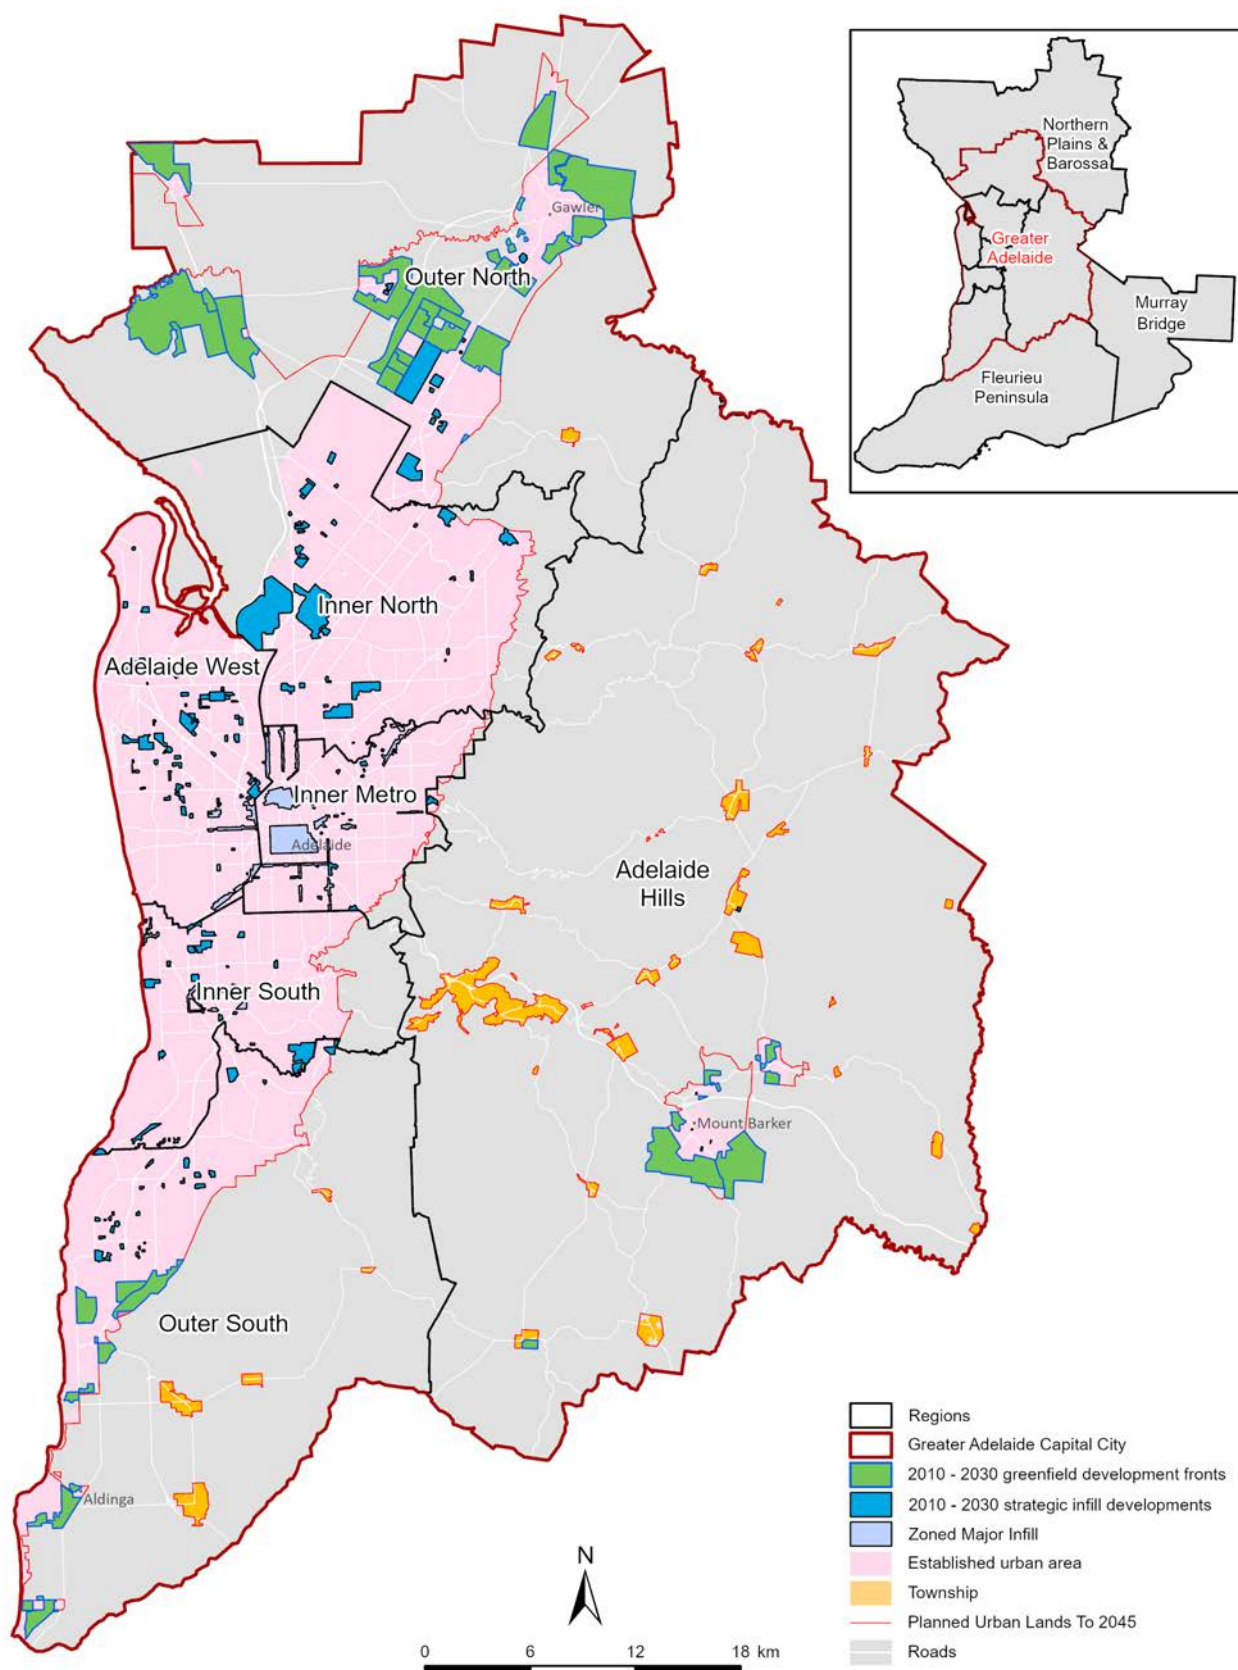 Northern
Plains &
Barossa
Greater
Adelaide
Murray
Bridge
Fleurieu
Peninsula
Gawler
Outer North
Inner North
Adelaide West
Inner Metro
Adelaide
Adelaide
Hills
Inner South
Mount Barker
Outer South
Aldinga
Regions
Greater Adelaide Capital City
2010 - 2030 greenfield development fronts
2010 - 2030 strategic infill developments
Zoned Major Infill
Established urban area
Township
Planned Urban Lands To 2045
Roads
N
0 6 12 18 km